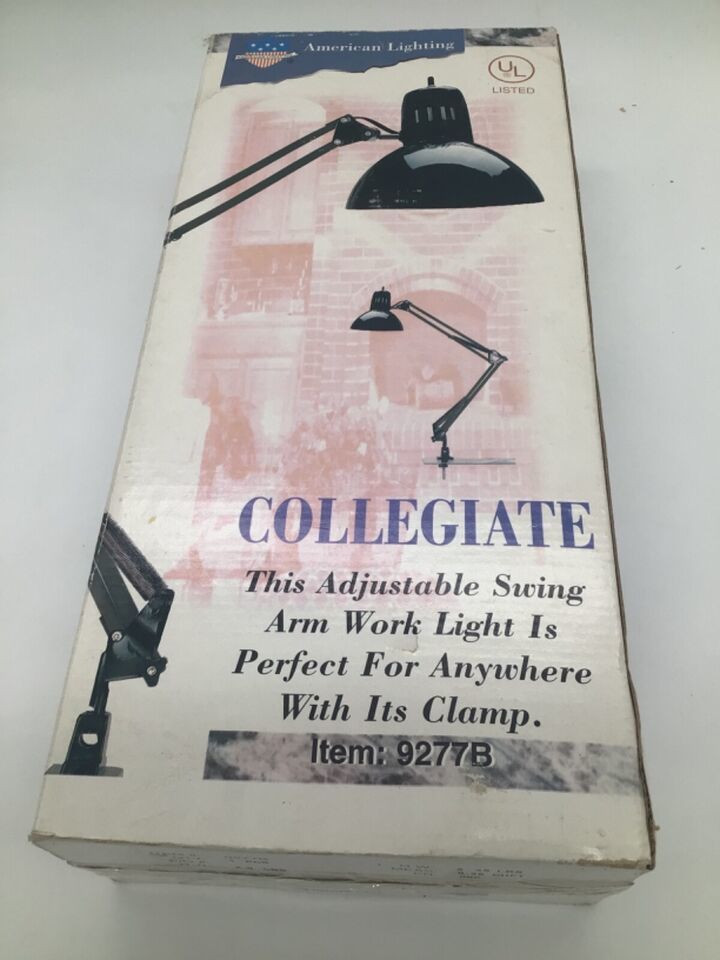 American Lighting
UL
LISTED
COLLEGIATE
This Adjustable Swing
Arm Work Light Is
Perfect For Anywhere
With Its Clamp.
Item: 9277B